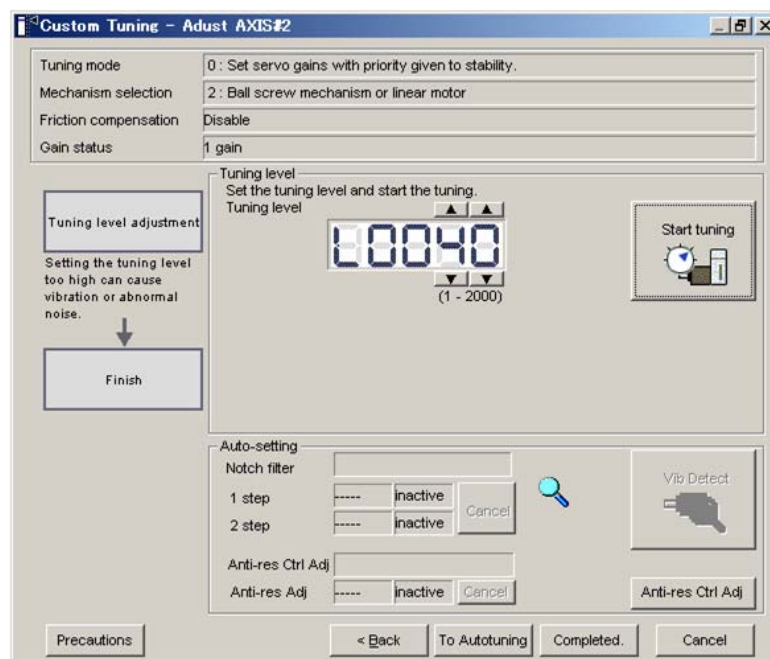 Custom Tuning - Adust AXIS#2
Tuning mode 0 : Set servo gains with priority given to stability.
Mechanism selection 2 : Ball screw mechanism or linear motor
Friction compensation Disable
Gain status 1 gain
Tuning level adjustment
Setting the tuning level
too high can cause
vibration or abnormal
noise.
Finish
Tuning level
Set the tuning level and start the tuning.
Tuning level
L0040
(1 - 2000)
Start tuning
Auto-setting
Notch filter
1 step ----- inactive
2 step ----- inactive
Cancel
Vib Detect
Anti-res Ctrl Adj
Anti-res Adj ----- inactive Cancel
Anti-res Ctrl Adj
Precautions
< Back
To Autotuning
Completed.
Cancel